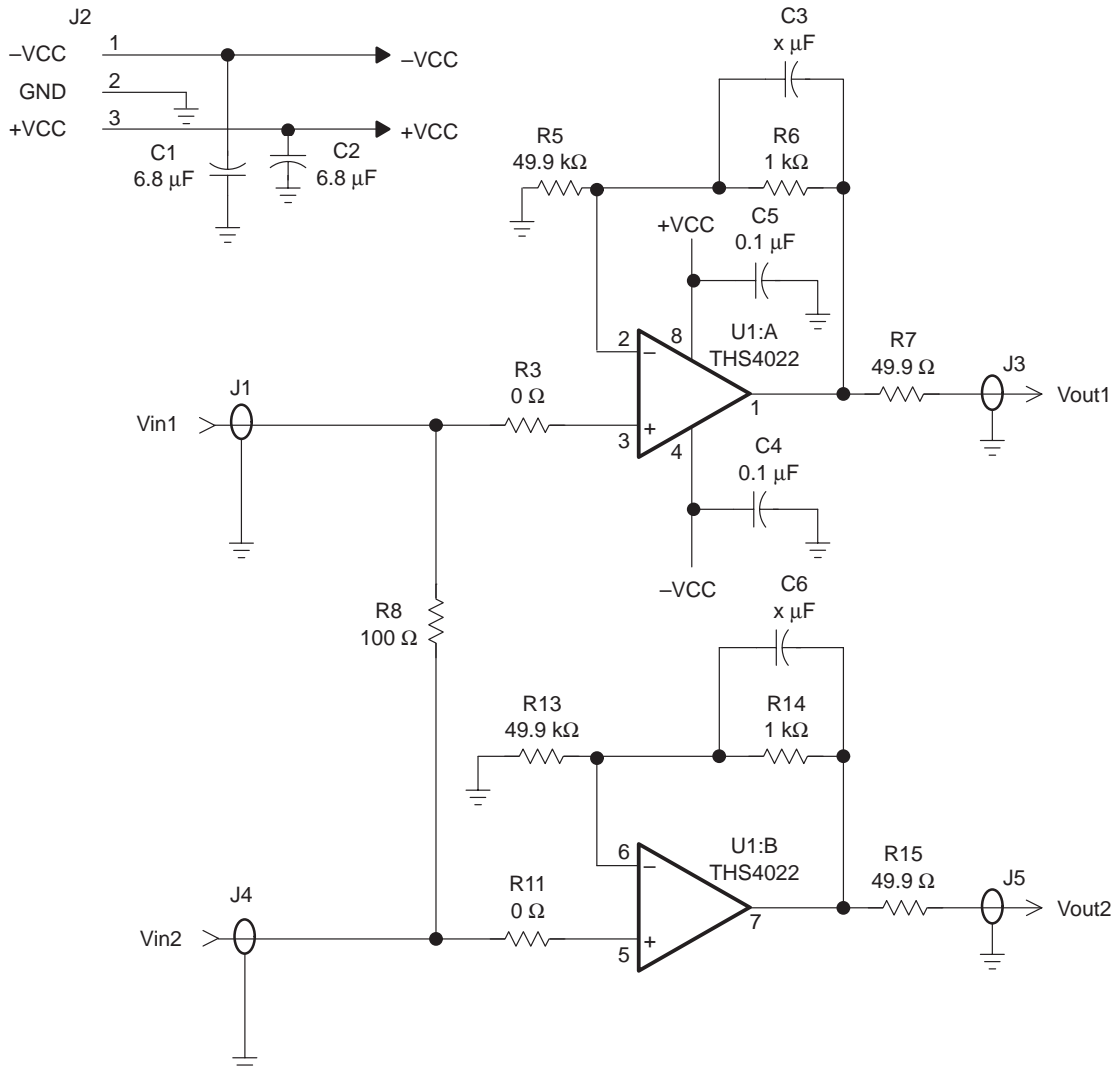 J2
–VCC
1
–VCC
GND
2
+VCC
3
+VCC
C1
6.8 μF
C2
6.8 μF
C3
x μF
R5
49.9 kΩ
R6
1 kΩ
C5
0.1 μF
+VCC
U1:A
THS4022
2
–
8
3
+
4
1
R7
49.9 Ω
J3
Vout1
R3
0 Ω
J1
Vin1
C4
0.1 μF
–VCC
R8
100 Ω
C6
x μF
R13
49.9 kΩ
R14
1 kΩ
U1:B
THS4022
6
–
5
+
7
R15
49.9 Ω
J5
Vout2
R11
0 Ω
J4
Vin2